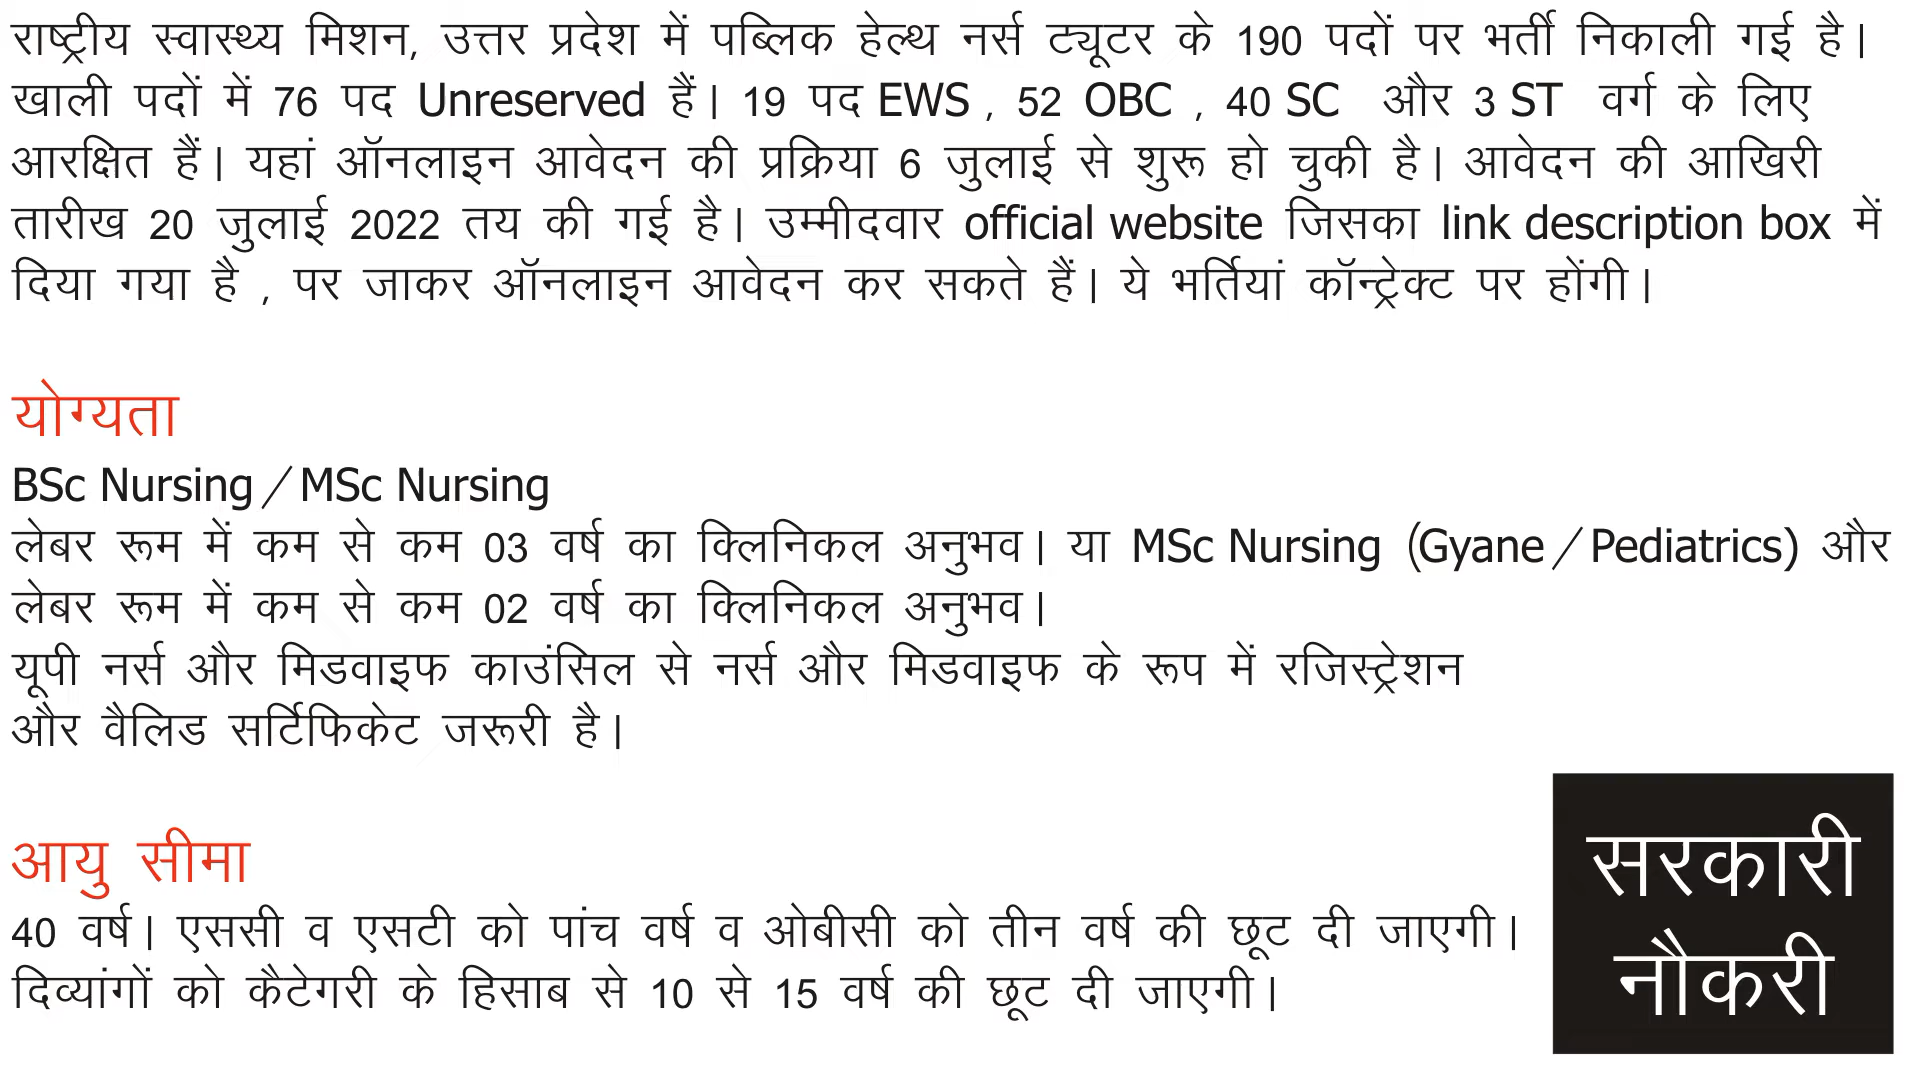 राष्ट्रीय स्वास्थ्य मिशन, उत्तर प्रदेश में पब्लिक हेल्थ नर्स ट्यूटर के 190 पदों पर भर्ती निकाली गई है।
खाली पदों में 76 पद Unreserved हैं। 19 पद EWS , 52 OBC , 40 SC और 3 ST वर्ग के लिए
आरक्षित हैं। यहां ऑनलाइन आवेदन की प्रक्रिया 6 जुलाई से शुरू हो चुकी है। आवेदन की आखिरी
तारीख 20 जुलाई 2022 तय की गई है। उम्मीदवार official website जिसका link description box में
दिया गया है , पर जाकर ऑनलाइन आवेदन कर सकते हैं। ये भर्तियां कॉन्ट्रेक्ट पर होंगी।
योग्यता
BSc Nursing / MSc Nursing
लेबर रूम में कम से कम 03 वर्ष का क्लिनिकल अनुभव। या MSc Nursing (Gyane / Pediatrics) और
लेबर रूम में कम से कम 02 वर्ष का क्लिनिकल अनुभव।
यूपी नर्स और मिडवाइफ काउंसिल से नर्स और मिडवाइफ के रूप में रजिस्ट्रेशन
और वैलिड सर्टिफिकेट जरूरी है।
आयु सीमा
40 वर्ष। एससी व एसटी को पांच वर्ष व ओबीसी को तीन वर्ष की छूट दी जाएगी।
दिव्यांगों को कैटेगरी के हिसाब से 10 से 15 वर्ष की छूट दी जाएगी।
सरकारी
नौकरी